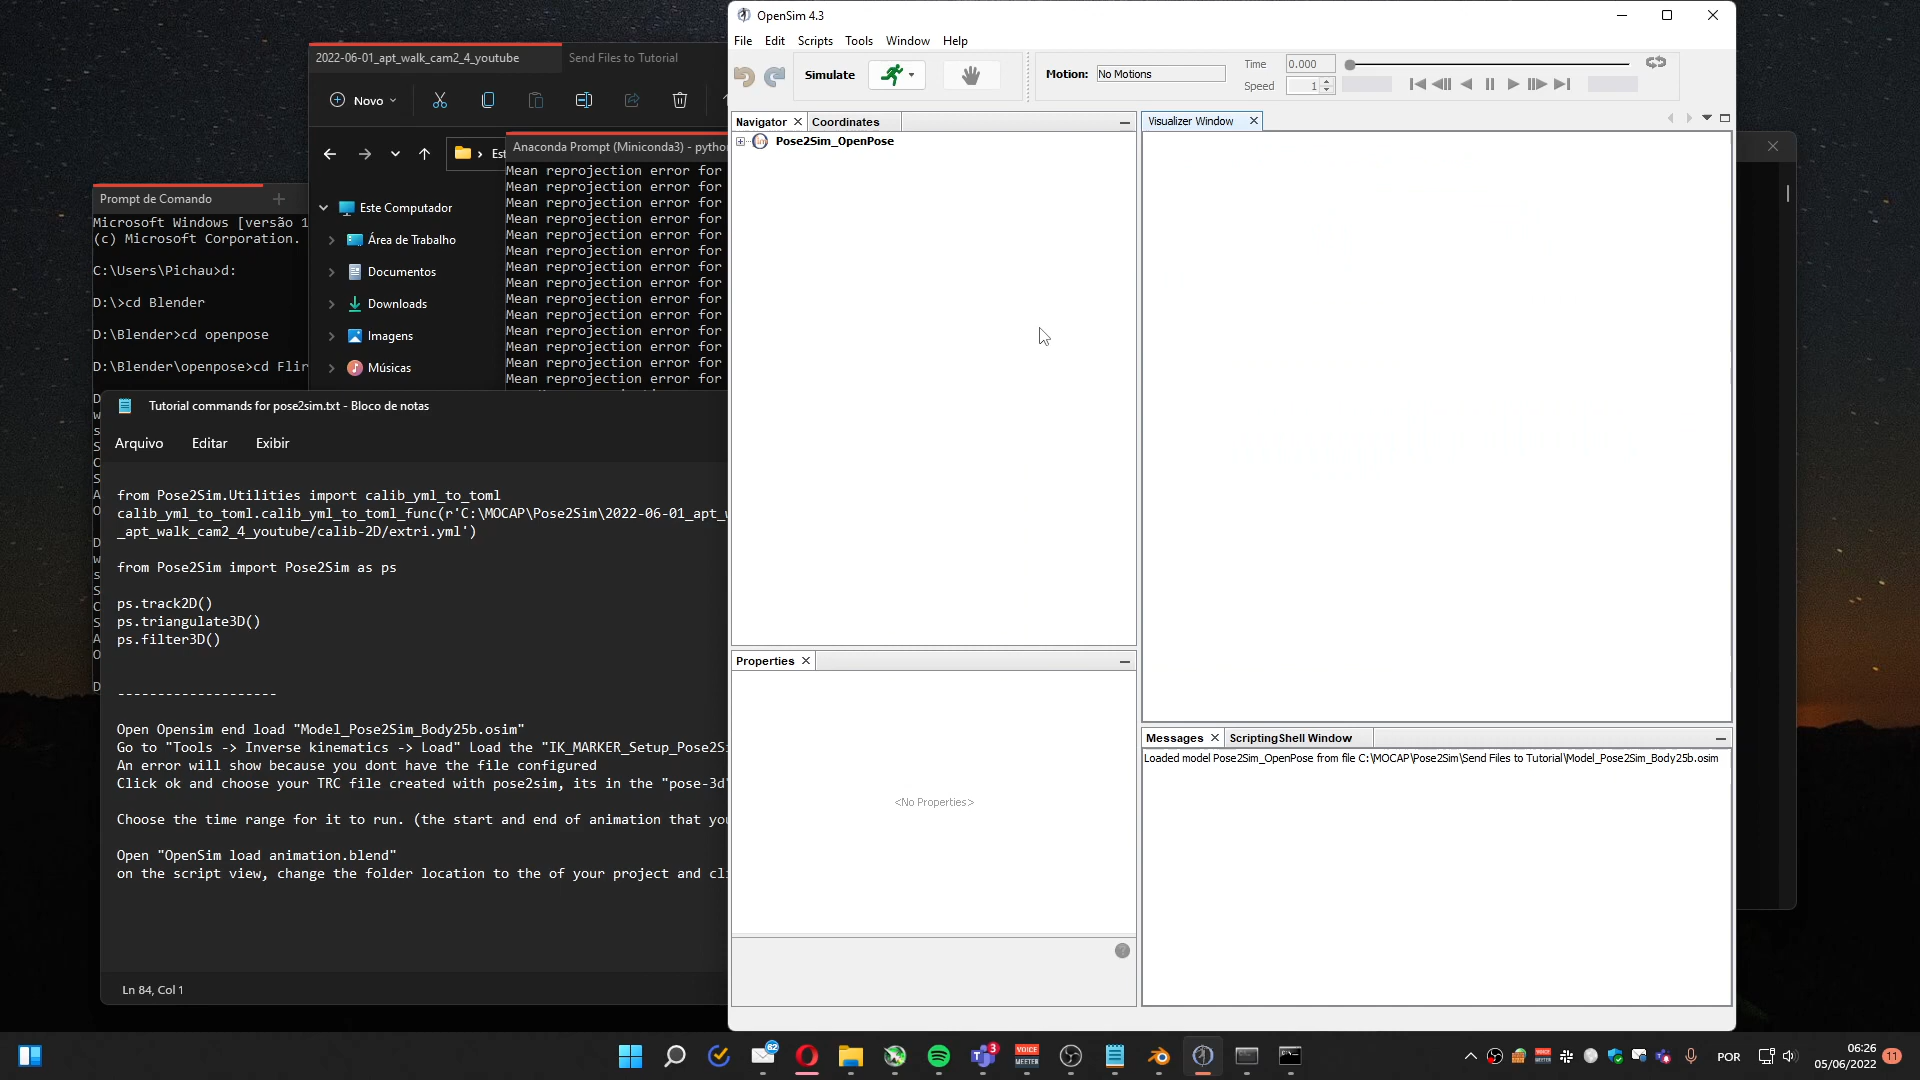 OpenSim 4.3
File Edit Scripts Tools Window Help
Simulate
Motion: No Motions
Time 0.000
Speed 1
Navigator
Coordinates
Pose2Sim_OpenPose
Visualizer Window
Properties
<No Properties>
Messages
ScriptingShell Window
Loaded model Pose2Sim_OpenPose from file C:\MOCAP\Pose2Sim\Send Files to Tutorial\Model_Pose2Sim_Body25b.osim
2022-06-01_apt_walk_cam2_4_youtube
Send Files to Tutorial
Novo
Este Computador
Área de Trabalho
Documentos
Downloads
Imagens
Músicas
Anaconda Prompt (Miniconda3) - pytho
Mean reprojection error for
Mean reprojection error for
Mean reprojection error for
Mean reprojection error for
Mean reprojection error for
Mean reprojection error for
Mean reprojection error for
Mean reprojection error for
Mean reprojection error for
Mean reprojection error for
Mean reprojection error for
Mean reprojection error for
Mean reprojection error for
Mean reprojection error for
Prompt de Comando
Microsoft Windows [versão 1
(c) Microsoft Corporation.
C:\Users\Pichau>d:
D:\>cd Blender
D:\Blender>cd openpose
D:\Blender\openpose>cd Flir
Tutorial commands for pose2sim.txt - Bloco de notas
Arquivo Editar Exibir
from Pose2Sim.Utilities import calib_yml_to_toml
calib_yml_to_toml.calib_yml_to_toml_func(r'C:\MOCAP\Pose2Sim\2022-06-01_apt_w
_apt_walk_cam2_4_youtube/calib-2D/extri.yml')
from Pose2Sim import Pose2Sim as ps
ps.track2D()
ps.triangulate3D()
ps.filter3D()
--------------------
Open Opensim end load "Model_Pose2Sim_Body25b.osim"
Go to "Tools -> Inverse kinematics -> Load" Load the "IK_MARKER_Setup_Pose2Si
An error will show because you dont have the file configured
Click ok and choose your TRC file created with pose2sim, its in the "pose-3d"
Choose the time range for it to run. (the start and end of animation that you
Open "OpenSim load animation.blend"
on the script view, change the folder location to the of your project and cli
Ln 84, Col 1
62
3
VOICE
MEETER
POR
06:26
05/06/2022
11